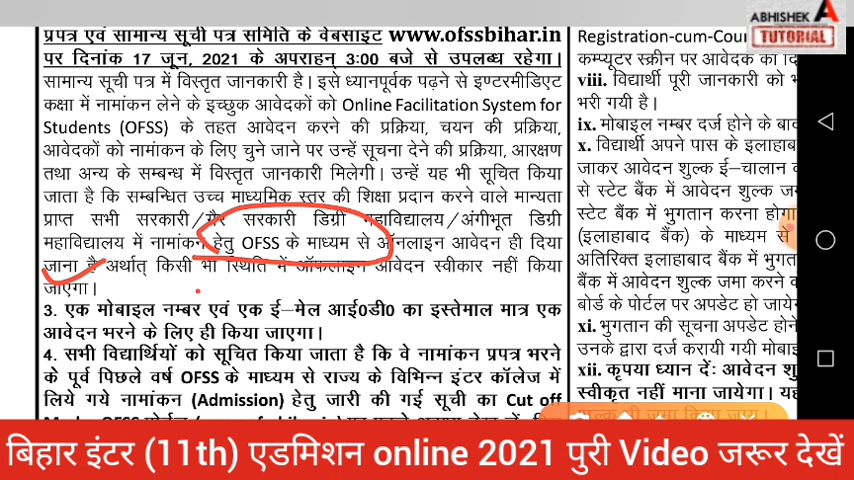 प्रपत्र एवं सामान्य सूची पत्र समिति के वेबसाइट www.ofssbihar.in
पर दिनांक 17 जून, 2021 के अपराहन् 3:00 बजे से उपलब्ध रहेगा।
सामान्य सूची पत्र में विस्तृत जानकारी है। इसे ध्यानपूर्वक पढ़ने से इण्टरमीडिएट
कक्षा में नामांकन लेने के इच्छुक आवेदकों को Online Facilitation System for
Students (OFSS) के तहत आवेदन करने की प्रक्रिया, चयन की प्रक्रिया,
आवेदकों को नामांकन के लिए चुने जाने पर उन्हें सूचना देने की प्रक्रिया, आरक्षण
तथा अन्य के सम्बन्ध में विस्तृत जानकारी मिलेगी। उन्हें यह भी सूचित किया
जाता है कि सम्बन्धित उच्च माध्यमिक स्तर की शिक्षा प्रदान करने वाले मान्यता
प्राप्त सभी सरकारी/गैर सरकारी डिग्री महाविद्यालय/अंगीभूत डिग्री
महाविद्यालय में नामांकन हेतु OFSS के माध्यम से ऑनलाइन आवेदन ही दिया
जाना है अर्थात् किसी भी स्थिति में ऑफलाइन आवेदन स्वीकार नहीं किया
जाएगा।
3. एक मोबाइल नम्बर एवं एक ई-मेल आई0डी0 का इस्तेमाल मात्र एक
आवेदन भरने के लिए ही किया जाएगा।
4. सभी विद्यार्थियों को सूचित किया जाता है कि वे नामांकन प्रपत्र भरने
के पूर्व पिछले वर्ष OFSS के माध्यम से राज्य के विभिन्न इंटर कॉलेज में
लिये गये नामांकन (Admission) हेतु जारी की गई सूची का Cut off
Registration-cum-Cou
कम्प्यूटर स्क्रीन पर आवेदक का
viii. विद्यार्थी पूरी जानकारी को
भरी गयी है।
ix. मोबाइल नम्बर दर्ज होने के बाद
x. विद्यार्थी अपने पास के इलाहाब
जाकर आवेदन शुल्क ई-चालान
से स्टेट बैंक में आवेदन शुल्क जम
स्टेट बैंक में भुगतान करना होगा
(इलाहाबाद बैंक) के माध्यम से
अतिरिक्त इलाहाबाद बैंक में भुगत
बैंक में आवेदन शुल्क जमा करने
बोर्ड के पोर्टल पर अपडेट हो जाये
xi. भुगतान की सूचना अपडेट होने
उनके द्वारा दर्ज करायी गयी मोबा
xii. कृपया ध्यान दें: आवेदन शु
स्वीकृत नहीं माना जायेगा। यह
ABHISHEK A
TUTORIAL
बिहार इंटर (11th) एडमिशन online 2021 पुरी Video जरूर देखें